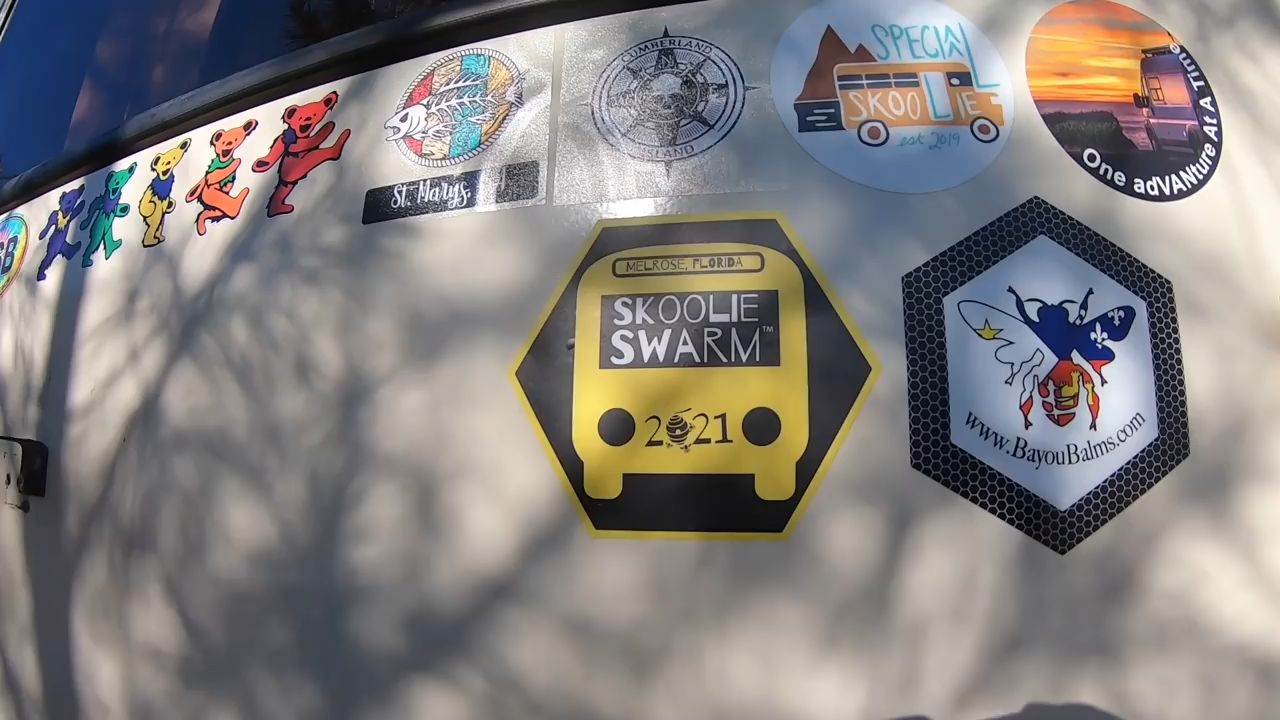 St. Marys
CUMBERLAND
ISLAND
SPECIAL
SKOOLIE
est 2019
One adVANture At A Time
MELROSE, FLORIDA
SKOOLIE
SWARM™
2021
www.BayouBalms.com